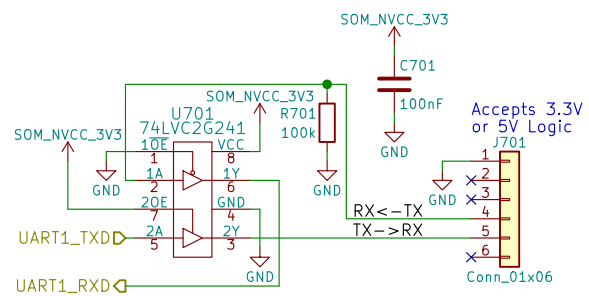 SOM_NVCC_3V3
C701
100nF
GND
SOM_NVCC_3V3
U701
74LVC2G241
R701
100k
GND
Accepts 3.3V
or 5V Logic
J701
SOM_NVCC_3V3
1OE VCC
1 8
GND
1A 1Y
2 6
2OE GND
7 4
2A 2Y
5 3
GND
UART1_TXD
UART1_RXD
RX<-TX
TX->RX
GND
1
2
3
4
5
6
Conn_01x06